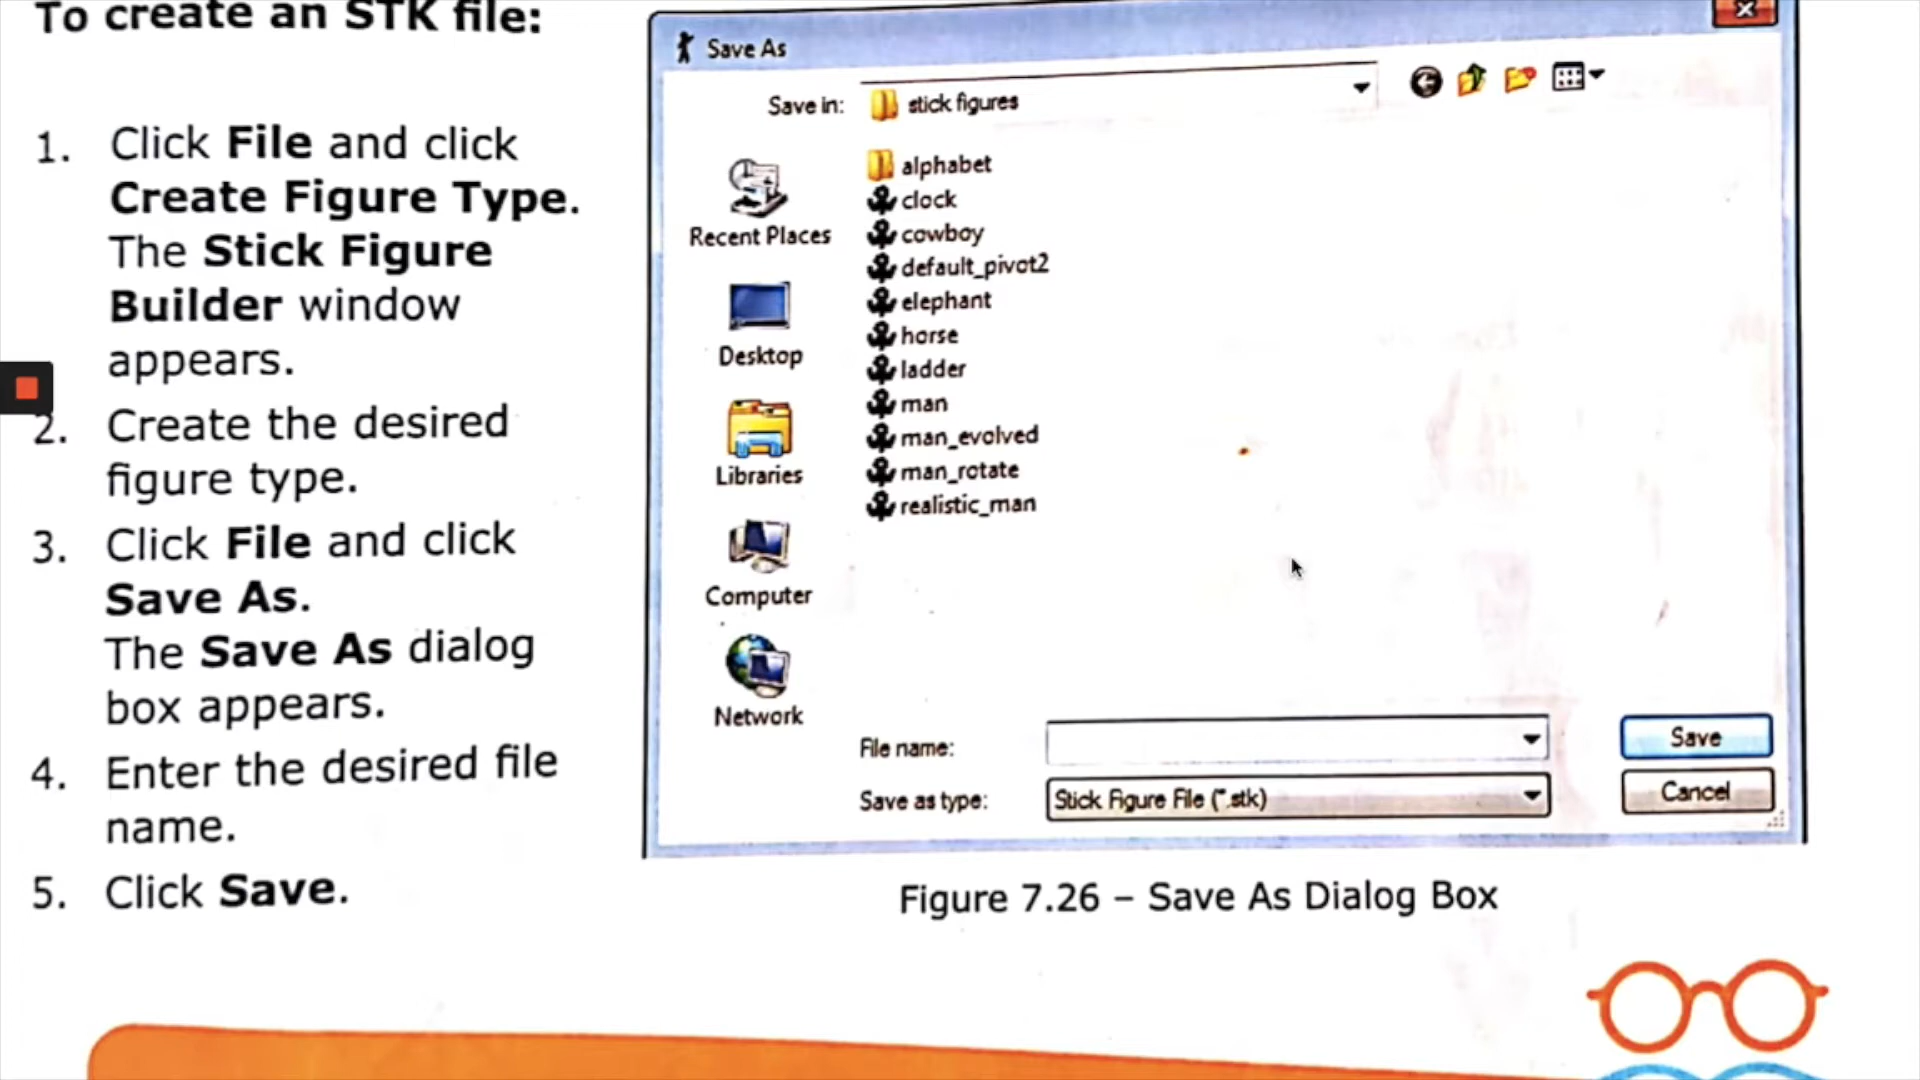 To create an STK file:
1. Click File and click
Create Figure Type.
The Stick Figure
Builder window
appears.
2. Create the desired
figure type.
3. Click File and click
Save As.
The Save As dialog
box appears.
4. Enter the desired file
name.
5. Click Save.
Save As
Save in: stick figures
alphabet
clock
cowboy
default_pivot2
elephant
horse
ladder
man
man_evolved
man_rotate
realistic_man
Recent Places
Desktop
Libraries
Computer
Network
File name:
Save
Save as type: Stick Figure File (*.stk)
Cancel
Figure 7.26 – Save As Dialog Box